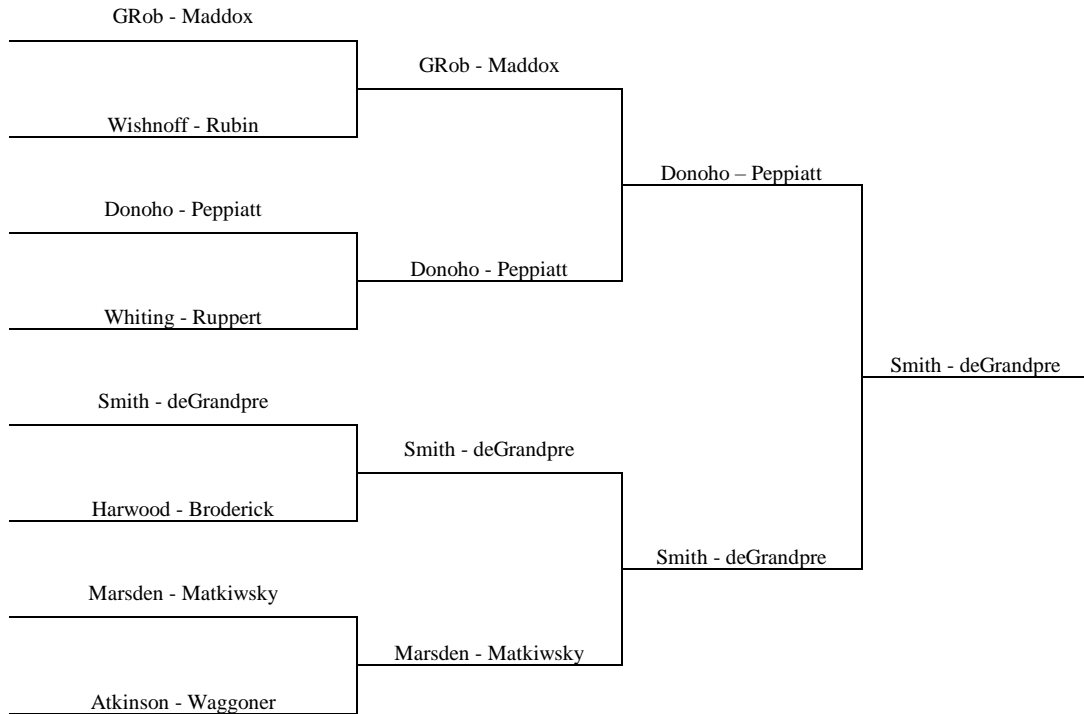 GRob - Maddox
GRob - Maddox
Wishnoff - Rubin
Donoho – Peppiatt
Donoho - Peppiatt
Donoho - Peppiatt
Whiting - Ruppert
Smith - deGrandpre
Smith - deGrandpre
Smith - deGrandpre
Harwood - Broderick
Smith - deGrandpre
Marsden - Matkiwsky
Marsden - Matkiwsky
Atkinson - Waggoner